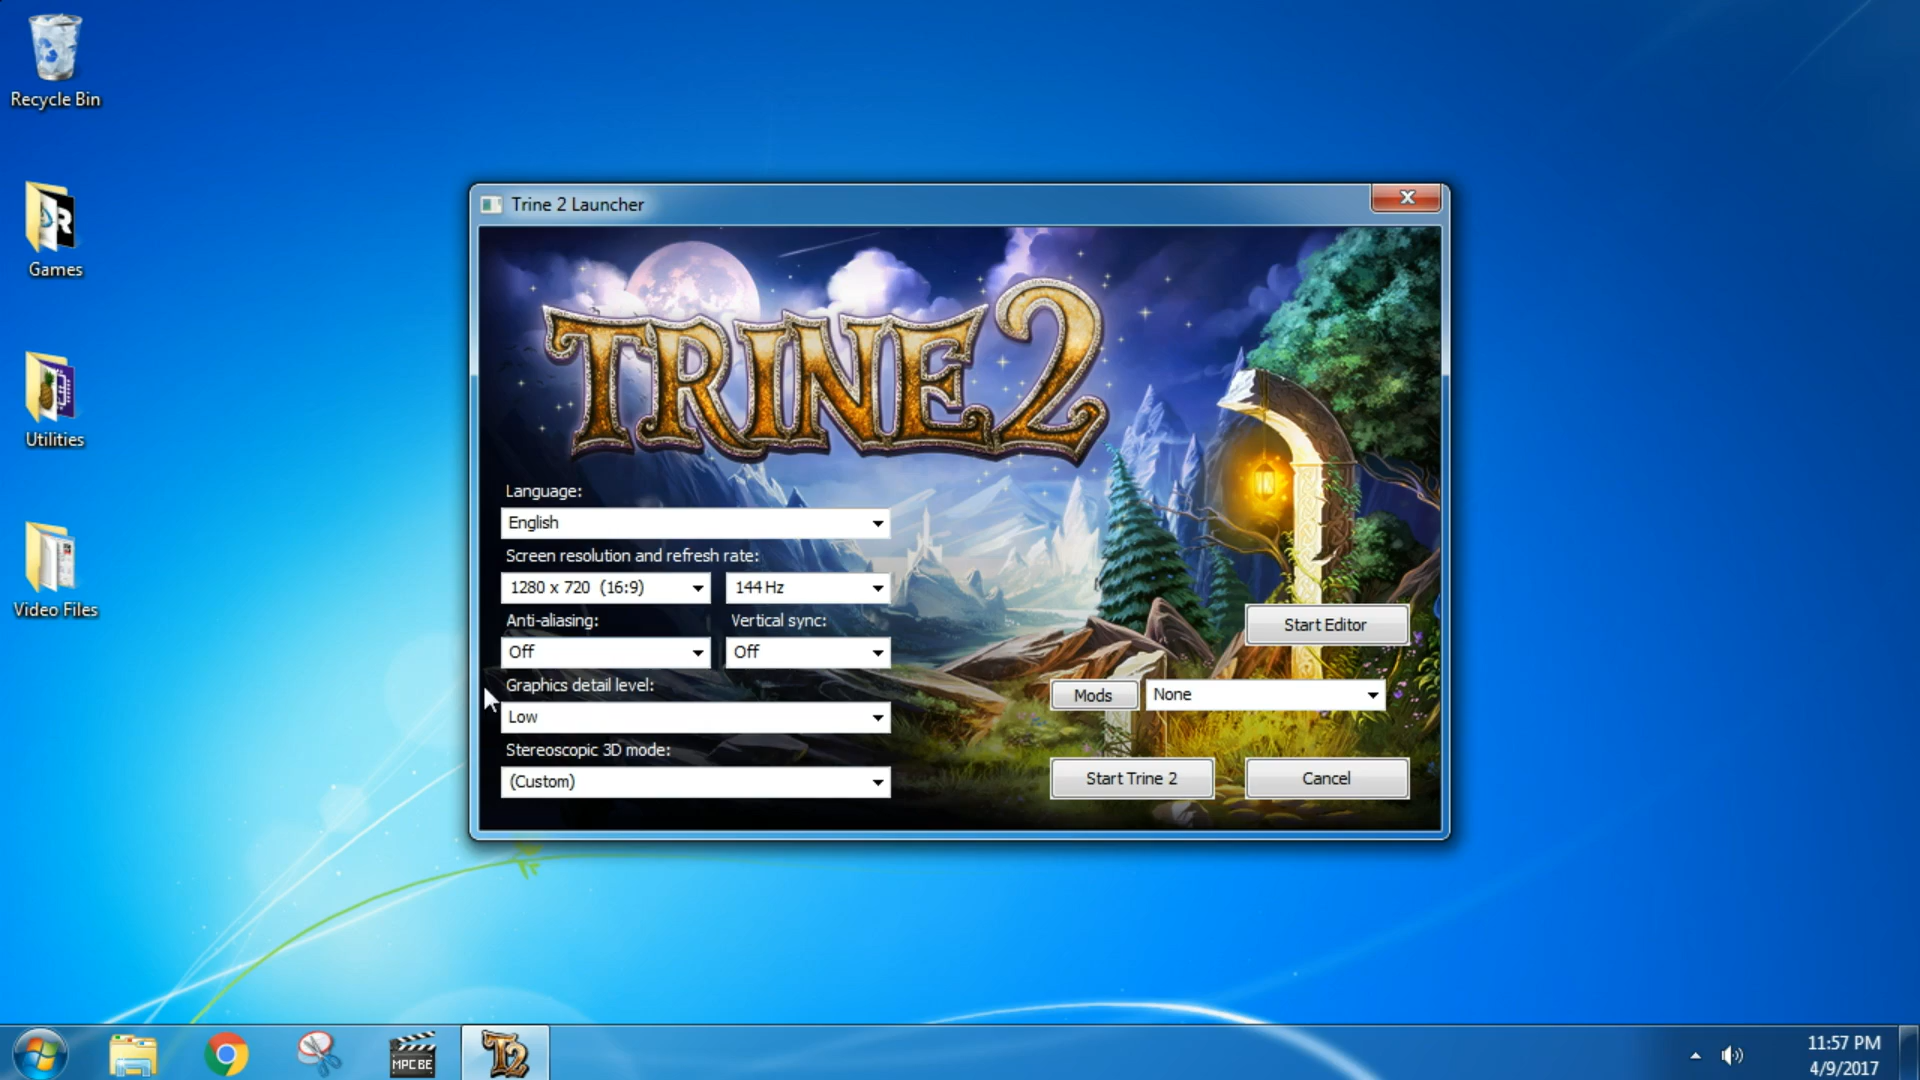 Recycle Bin
Games
Utilities
Video Files
Trine 2 Launcher
TRINE 2
Language:
English
Screen resolution and refresh rate:
1280 x 720 (16:9)
144 Hz
Anti-aliasing:
Vertical sync:
Off
Off
Graphics detail level:
Low
Stereoscopic 3D mode:
(Custom)
Start Editor
Mods
None
Start Trine 2
Cancel
MPC BE
T2
11:57 PM
4/9/2017